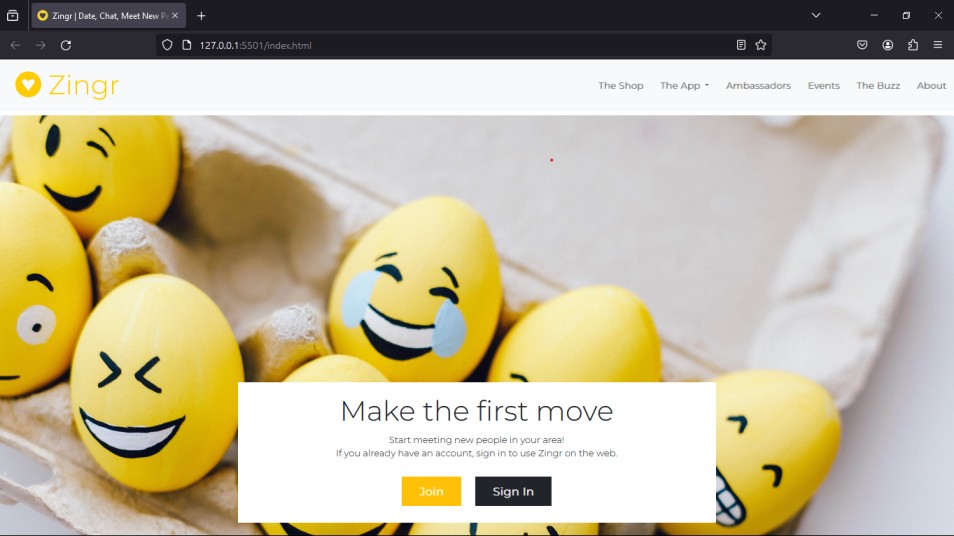 Zingr | Date, Chat, Meet New Pe
127.0.0.1:5501/index.html
Zingr
The Shop
The App
Ambassadors
Events
The Buzz
About
Make the first move
Start meeting new people in your area!
If you already have an account, sign in to use Zingr on the web.
Join
Sign In